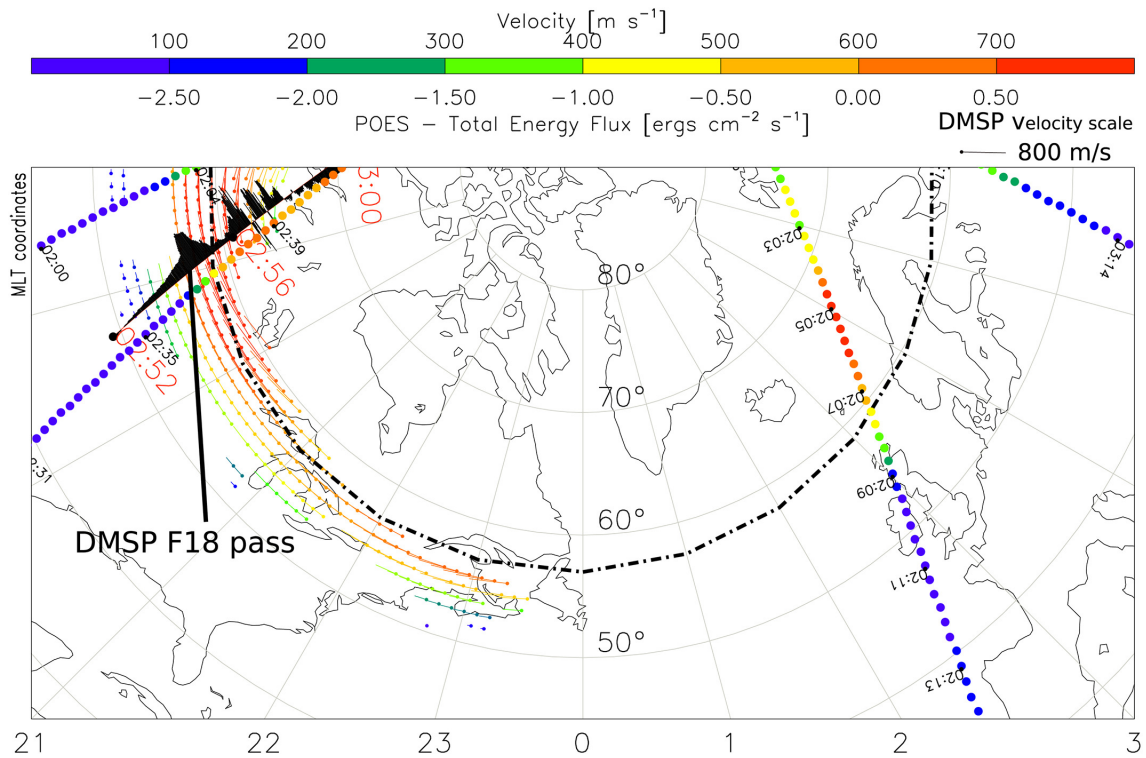 Velocity [m s⁻¹]
100 200 300 400 500 600 700
−2.50 −2.00 −1.50 −1.00 −0.50 0.00 0.50
POES − Total Energy Flux [ergs cm⁻² s⁻¹]
DMSP velocity scale
800 m/s
MLT coordinates
02:00
02:04
02:39
3:00
02:56
02:52
02:35
2:31
02:03
02:05
02:07
02:09
02:11
02:13
03:14
80°
70°
60°
50°
DMSP F18 pass
21 22 23 0 1 2 3